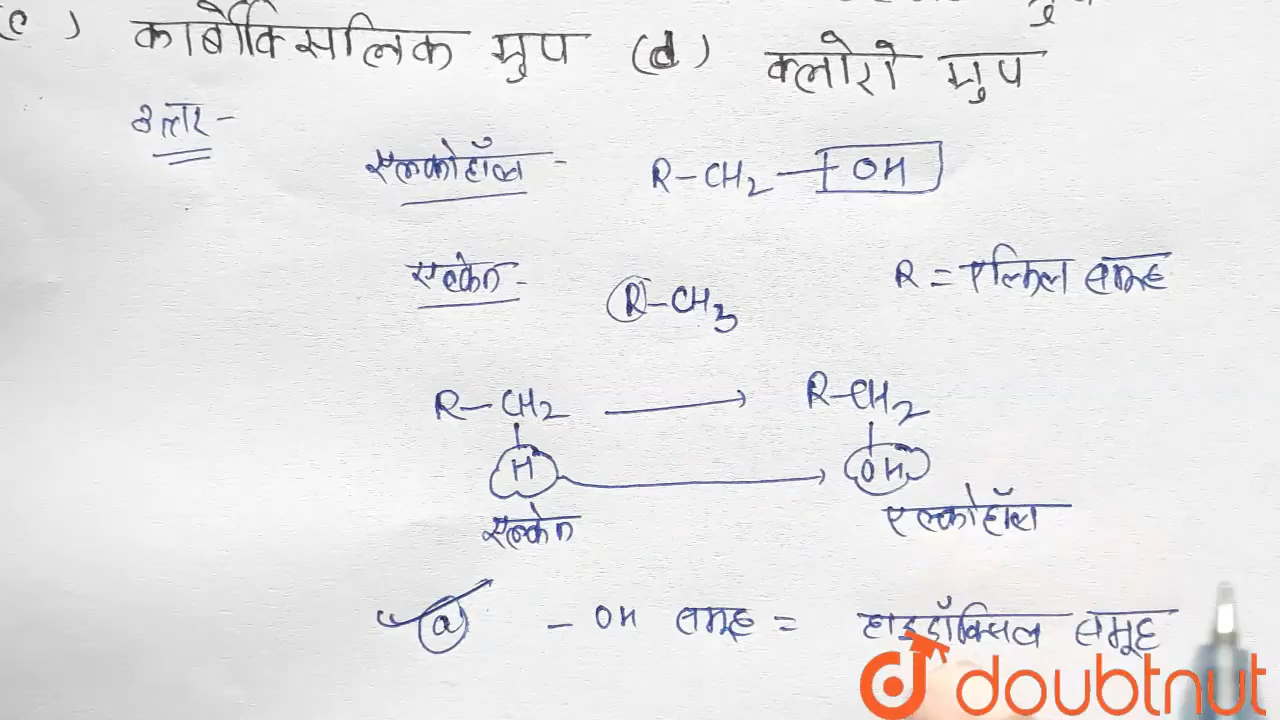 (c) कार्बोक्सिलिक ग्रुप (d) क्लोरो ग्रुप
उत्तर -
एल्कोहॉल - R-CH2-OH
एल्केन - R-CH3 R = एल्किल समूह
R-CH2 → R-CH2
H → OH
एल्केन एल्कोहॉल
(a) - OH समूह = हाइड्रॉक्सिल समूह
doubtnut